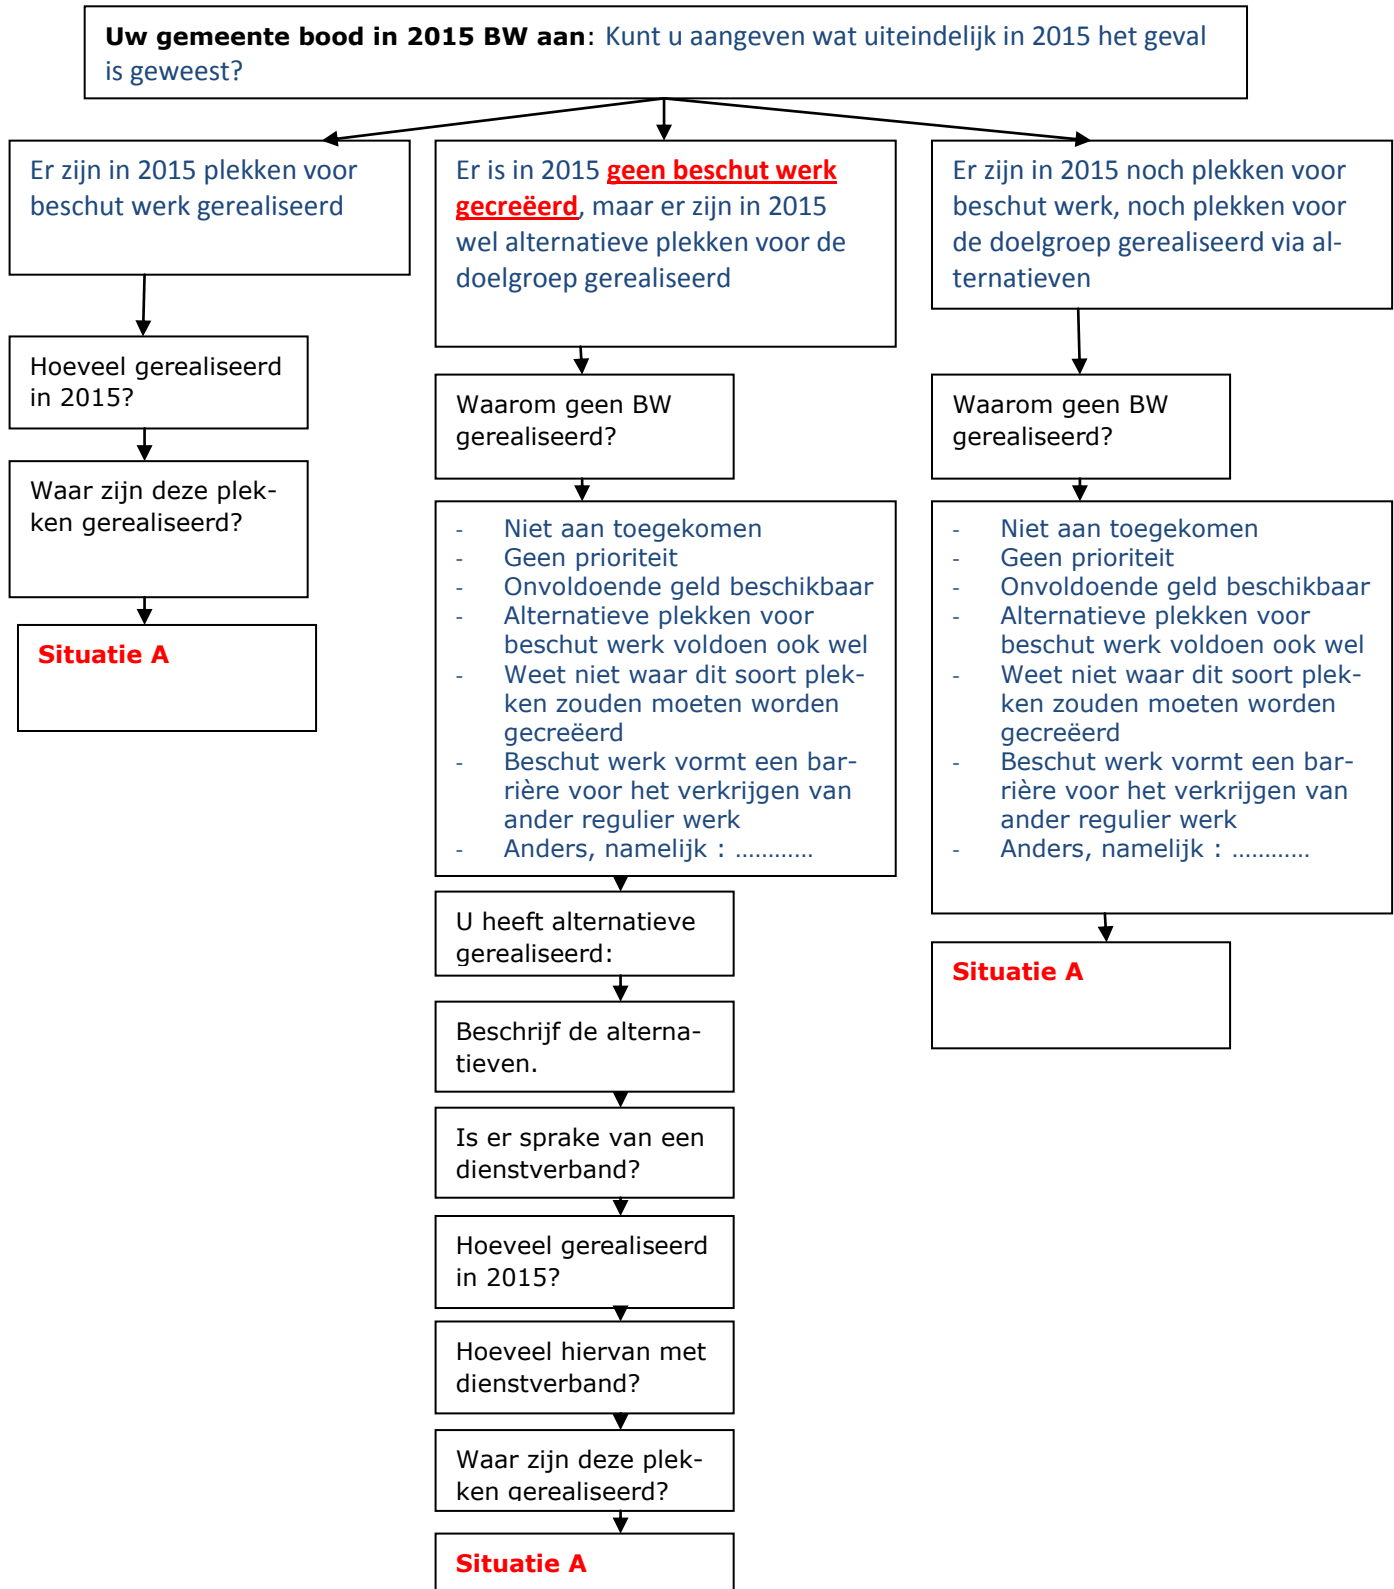 Uw gemeente bood in 2015 BW aan: Kunt u aangeven wat uiteindelijk in 2015 het geval
is geweest?
Er zijn in 2015 plekken voor
beschut werk gerealiseerd
Hoeveel gerealiseerd
in 2015?
Waar zijn deze plek-
ken gerealiseerd?
Situatie A
Er is in 2015 geen beschut werk
gecreëerd, maar er zijn in 2015
wel alternatieve plekken voor de
doelgroep gerealiseerd
Waarom geen BW
gerealiseerd?
- Niet aan toegekomen
- Geen prioriteit
- Onvoldoende geld beschikbaar
- Alternatieve plekken voor
beschut werk voldoen ook wel
- Weet niet waar dit soort plek-
ken zouden moeten worden
gecreëerd
- Beschut werk vormt een bar-
rière voor het verkrijgen van
ander regulier werk
- Anders, namelijk : …………
U heeft alternatieve
gerealiseerd:
Beschrijf de alterna-
tieven.
Is er sprake van een
dienstverband?
Hoeveel gerealiseerd
in 2015?
Hoeveel hiervan met
dienstverband?
Waar zijn deze plek-
ken gerealiseerd?
Situatie A
Er zijn in 2015 noch plekken voor
beschut werk, noch plekken voor
de doelgroep gerealiseerd via al-
ternatieven
Waarom geen BW
gerealiseerd?
- Niet aan toegekomen
- Geen prioriteit
- Onvoldoende geld beschikbaar
- Alternatieve plekken voor
beschut werk voldoen ook wel
- Weet niet waar dit soort plek-
ken zouden moeten worden
gecreëerd
- Beschut werk vormt een bar-
rière voor het verkrijgen van
ander regulier werk
- Anders, namelijk : …………
Situatie A